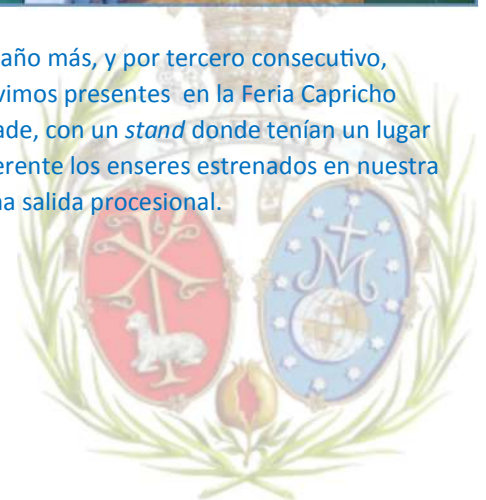 año más, y por tercero consecutivo,
vimos presentes en la Feria Capricho
ade, con un stand donde tenían un lugar
erente los enseres estrenados en nuestra
na salida procesional.